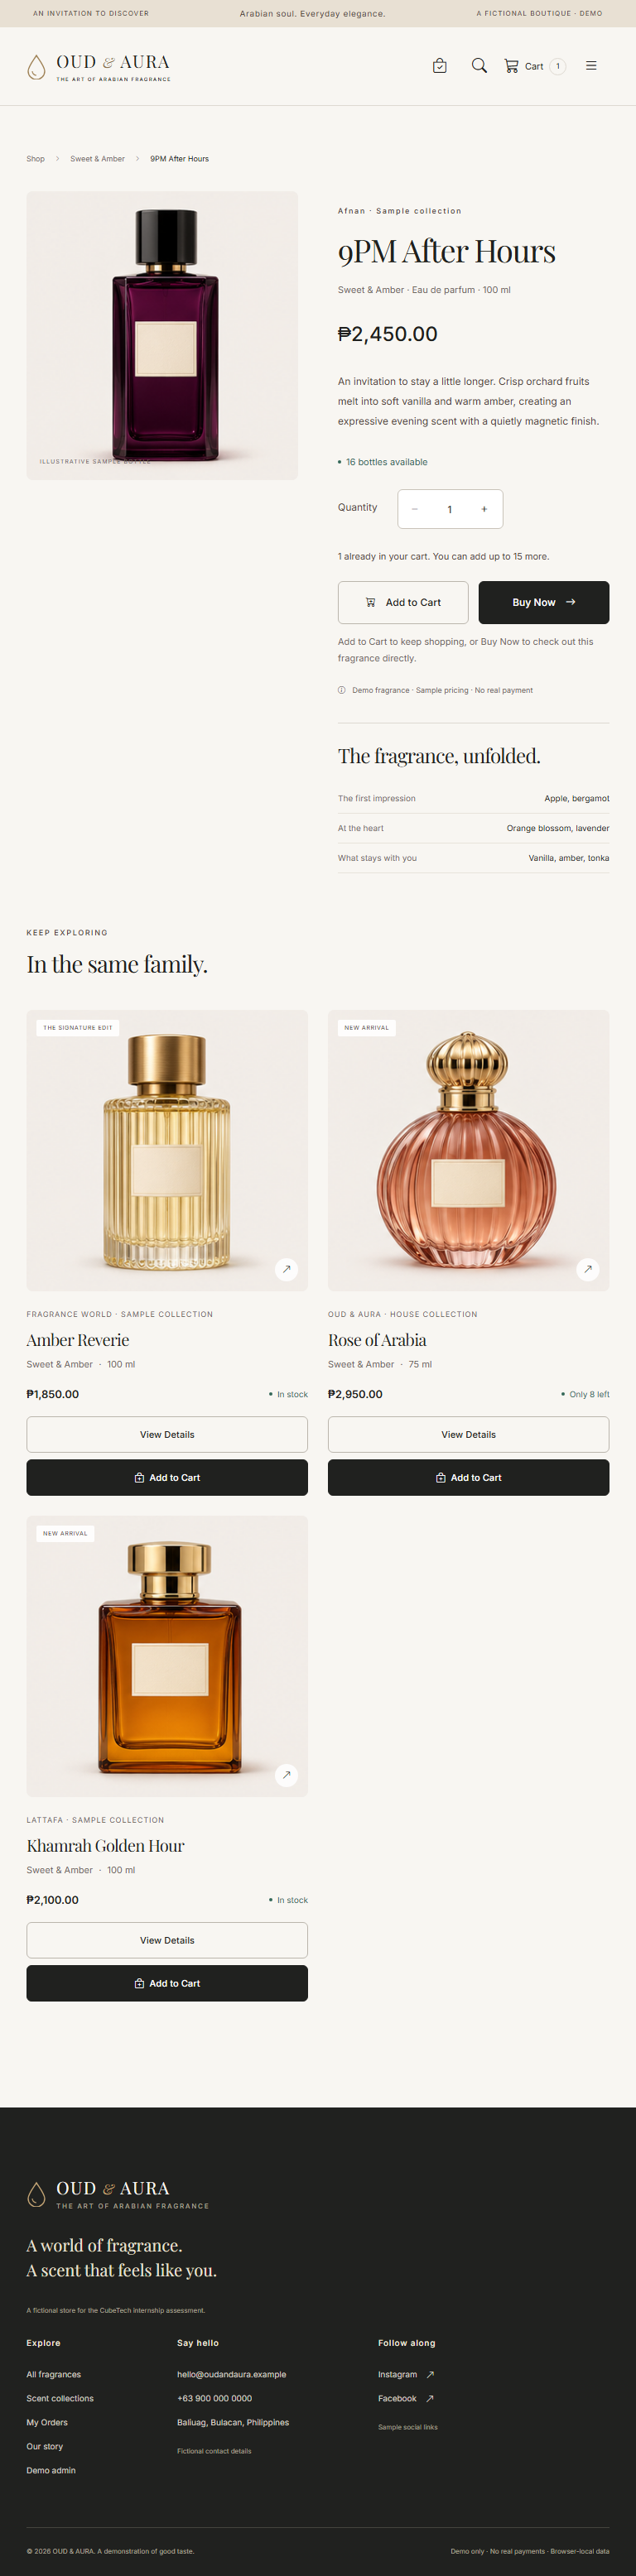 AN INVITATION TO DISCOVER
Arabian soul. Everyday elegance.
A FICTIONAL BOUTIQUE · DEMO
OUD & AURA
THE ART OF ARABIAN FRAGRANCE
Cart 1
Shop > Sweet & Amber > 9PM After Hours
ILLUSTRATIVE SAMPLE BOTTLE
Afnan · Sample collection
9PM After Hours
Sweet & Amber · Eau de parfum · 100 ml
₱2,450.00
An invitation to stay a little longer. Crisp orchard fruits
melt into soft vanilla and warm amber, creating an
expressive evening scent with a quietly magnetic finish.
• 16 bottles available
Quantity − 1 +
1 already in your cart. You can add up to 15 more.
Add to Cart
Buy Now →
Add to Cart to keep shopping, or Buy Now to check out this
fragrance directly.
Demo fragrance · Sample pricing · No real payment
The fragrance, unfolded.
The first impression Apple, bergamot
At the heart Orange blossom, lavender
What stays with you Vanilla, amber, tonka
KEEP EXPLORING
In the same family.
THE SIGNATURE EDIT
FRAGRANCE WORLD · SAMPLE COLLECTION
Amber Reverie
Sweet & Amber · 100 ml
₱1,850.00 • In stock
View Details
Add to Cart
NEW ARRIVAL
OUD & AURA · HOUSE COLLECTION
Rose of Arabia
Sweet & Amber · 75 ml
₱2,950.00 • Only 8 left
View Details
Add to Cart
NEW ARRIVAL
LATTAFA · SAMPLE COLLECTION
Khamrah Golden Hour
Sweet & Amber · 100 ml
₱2,100.00 • In stock
View Details
Add to Cart
OUD & AURA
THE ART OF ARABIAN FRAGRANCE
A world of fragrance.
A scent that feels like you.
A fictional store for the CubeTech internship assessment.
Explore
All fragrances
Scent collections
My Orders
Our story
Demo admin
Say hello
hello@oudandaura.example
+63 900 000 0000
Baliuag, Bulacan, Philippines
Fictional contact details
Follow along
Instagram ↗
Facebook ↗
Sample social links
© 2026 OUD & AURA. A demonstration of good taste.
Demo only · No real payments · Browser-local data